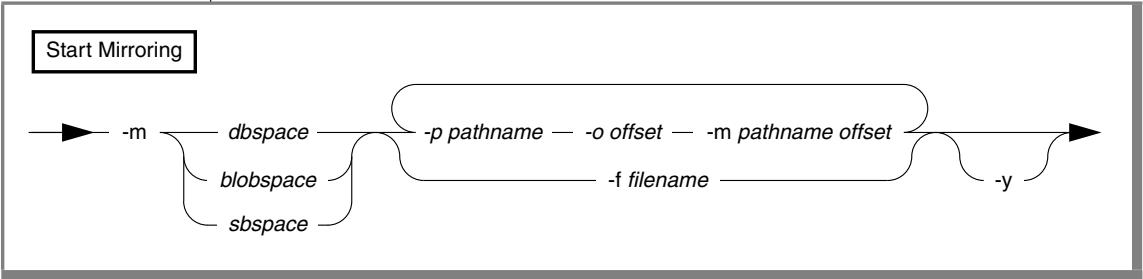 Start Mirroring
-m dbspace -p pathname -o offset -m pathname offset
blobspace -f filename -y
sbspace